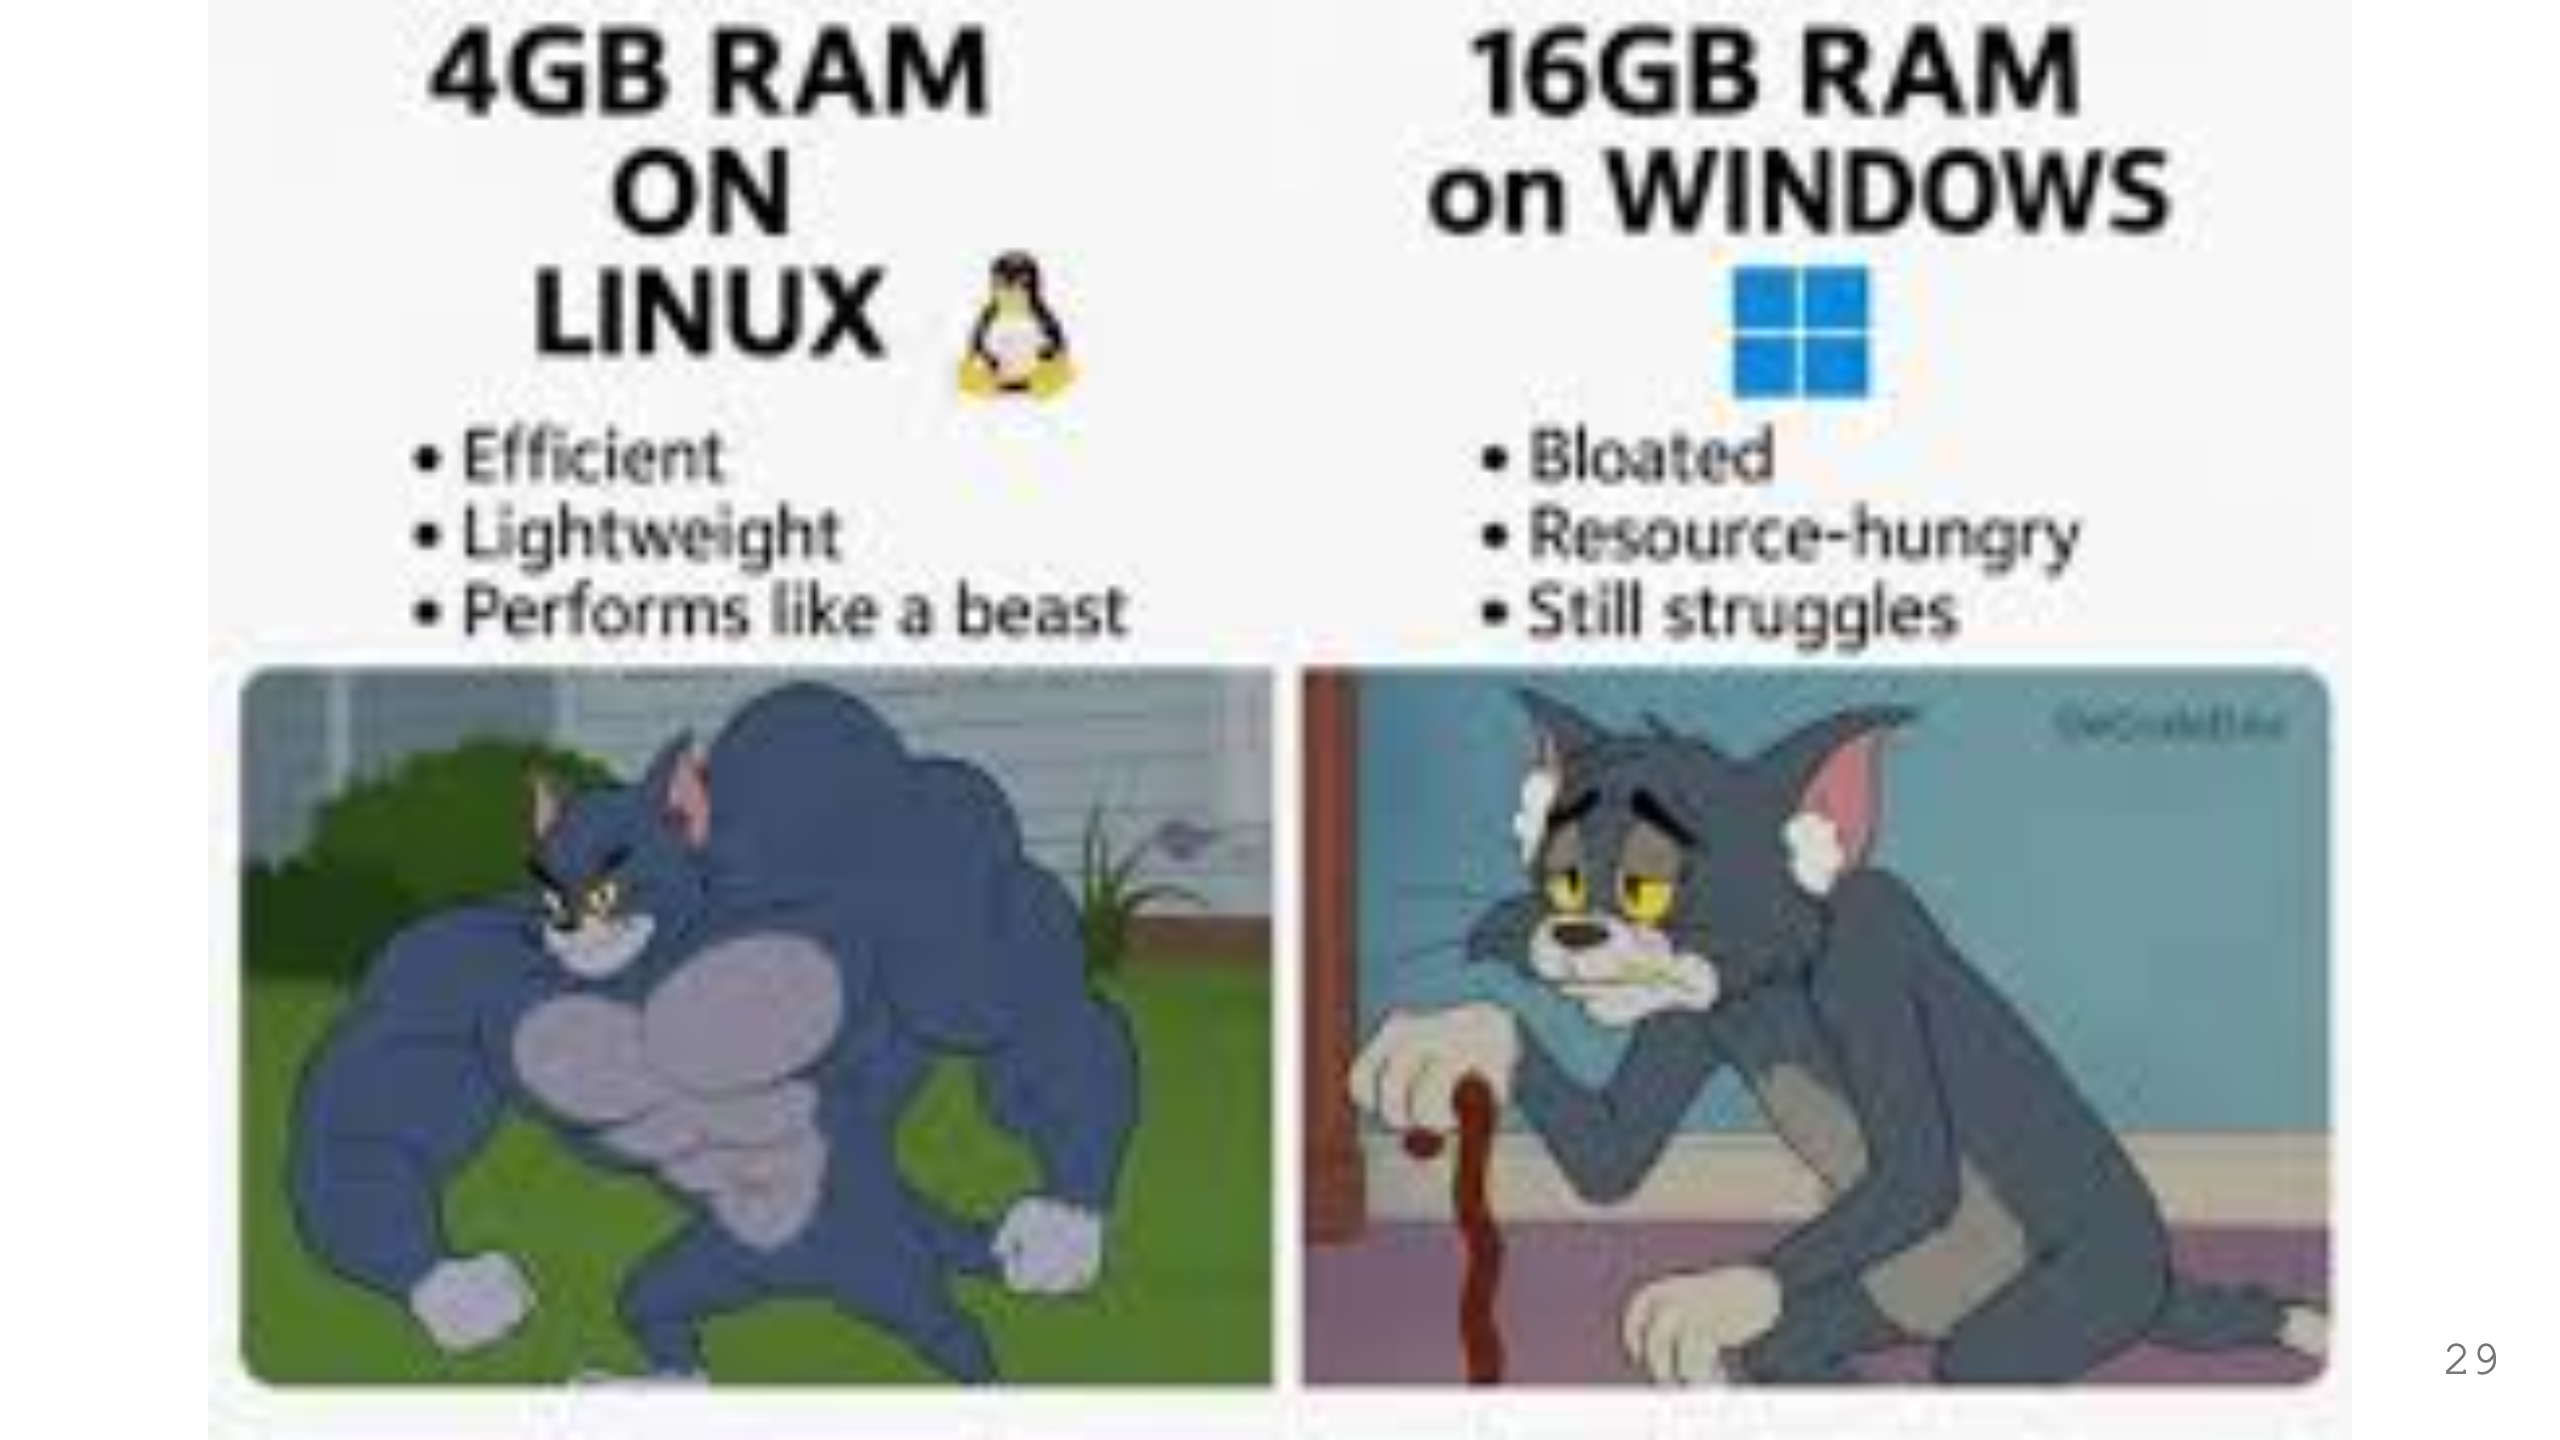 4GB RAM
ON
LINUX
• Efficient
• Lightweight
• Performs like a beast
16GB RAM
on WINDOWS
• Bloated
• Resource-hungry
• Still struggles
29